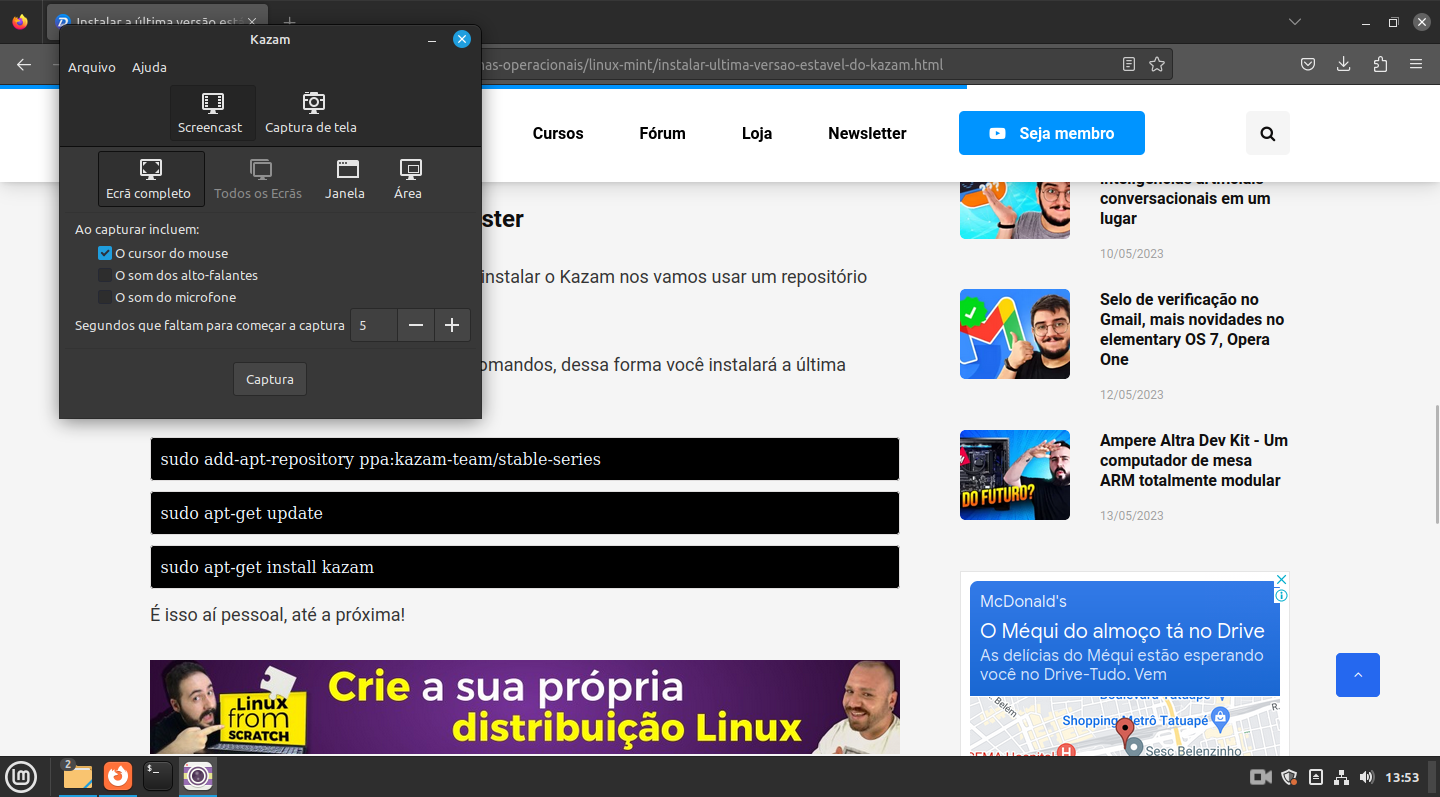 Instalar a última versão está
Kazam
Arquivo Ajuda
Screencast Captura de tela
Ecrã completo Todos os Ecrãs Janela Área
Ao capturar incluem:
O cursor do mouse
O som dos alto-falantes
O som do microfone
Segundos que faltam para começar a captura 5
Captura
nas-operacionais/linux-mint/instalar-ultima-versao-estavel-do-kazam.html
Cursos Fórum Loja Newsletter Seja membro
ster
instalar o Kazam nos vamos usar um repositório
omandos, dessa forma você instalará a última
sudo add-apt-repository ppa:kazam-team/stable-series
sudo apt-get update
sudo apt-get install kazam
É isso aí pessoal, até a próxima!
Linux
from
SCRATCH
Crie a sua própria
distribuição Linux
inteligências artificiais
conversacionais em um
lugar
10/05/2023
Selo de verificação no
Gmail, mais novidades no
elementary OS 7, Opera
One
12/05/2023
DO FUTURO?
Ampere Altra Dev Kit - Um
computador de mesa
ARM totalmente modular
13/05/2023
McDonald's
O Méqui do almoço tá no Drive
As delícias do Méqui estão esperando
você no Drive-Tudo. Vem
Belém
Boulevard Tatuapé
R.
Shopping Metrô Tatuapé
Hospital
H
Sesc Belenzinho
2
$_
13:53